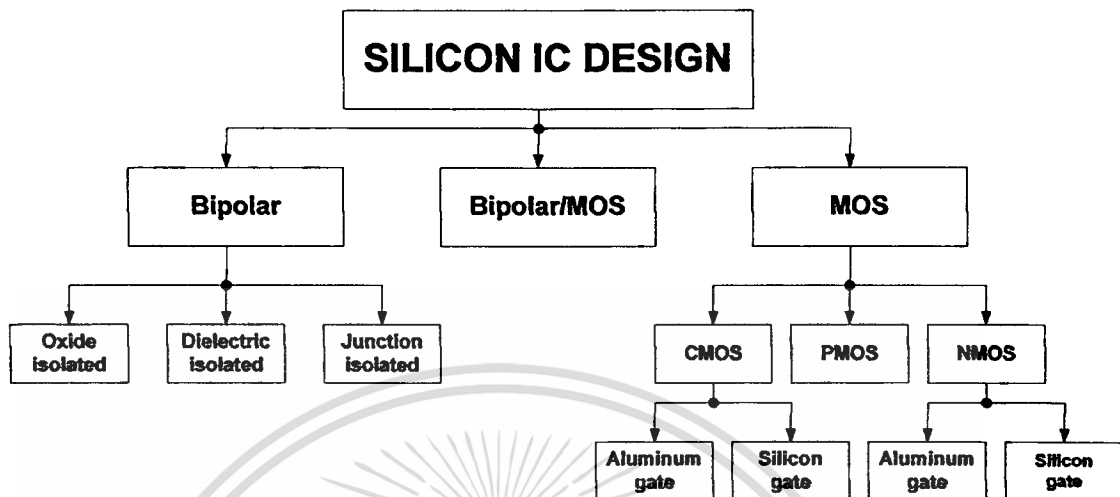 SILICON IC DESIGN
Bipolar
Bipolar/MOS
MOS
Oxide
isolated
Dielectric
isolated
Junction
isolated
CMOS
PMOS
NMOS
Aluminum
gate
Silicon
gate
Aluminum
gate
Silicon
gate